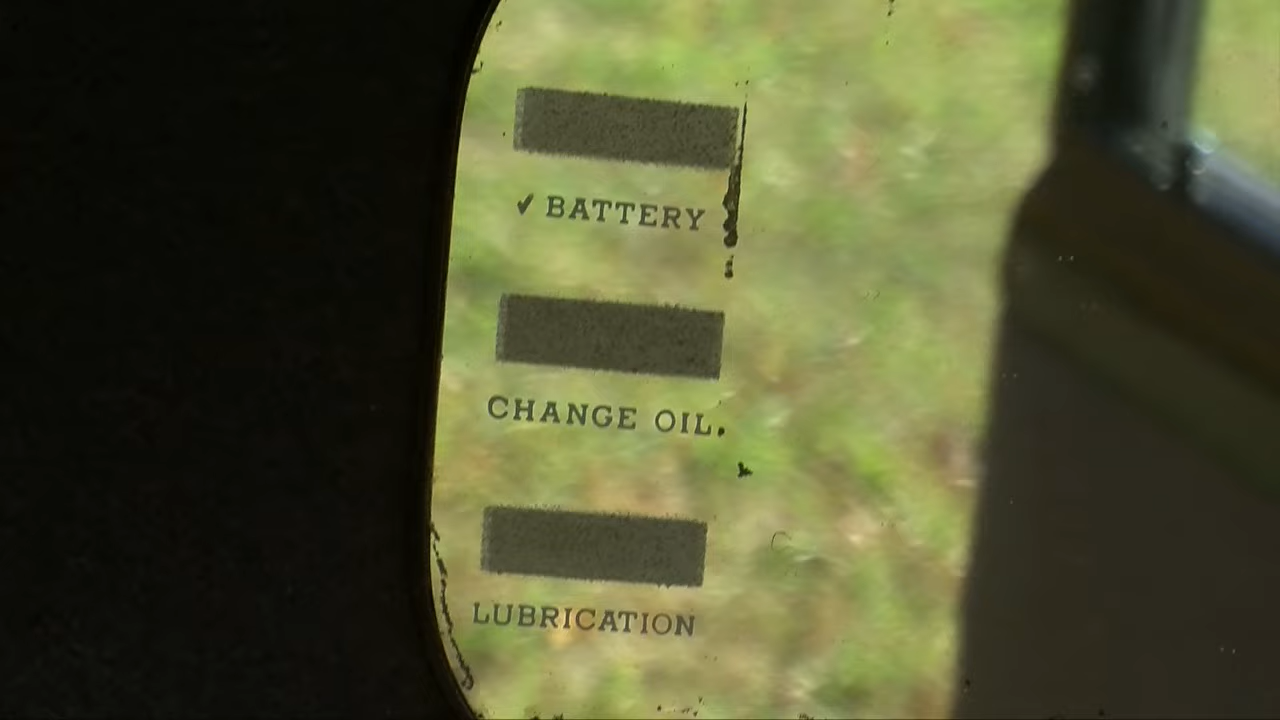 ✓ BATTERY
CHANGE OIL.
LUBRICATION